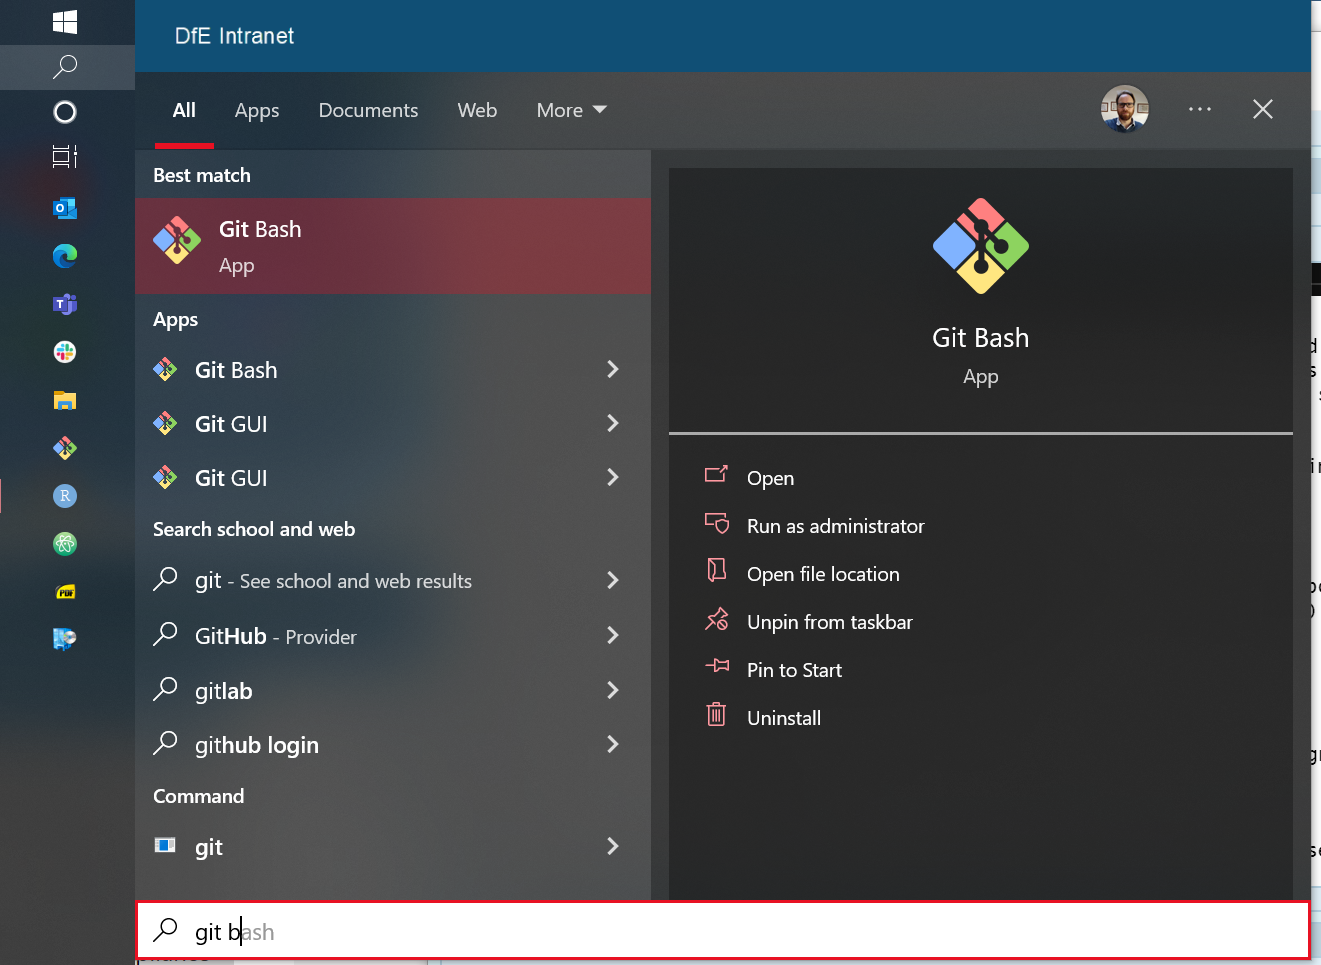 DfE Intranet
All Apps Documents Web More
Best match
Git Bash
App
Apps
Git Bash
Git GUI
Git GUI
Search school and web
git - See school and web results
GitHub - Provider
gitlab
github login
Command
git
git bash
Git Bash
App
Open
Run as administrator
Open file location
Unpin from taskbar
Pin to Start
Uninstall